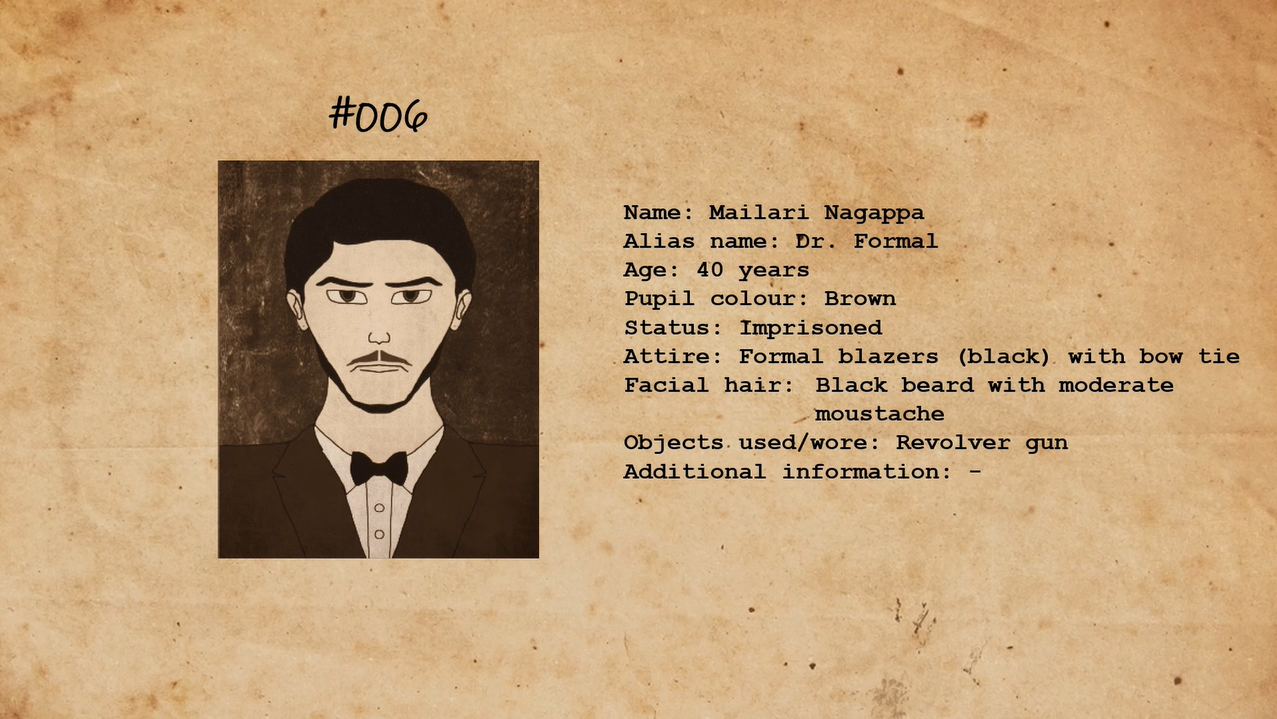 #006
Name: Mailari Nagappa
Alias name: Dr. Formal
Age: 40 years
Pupil colour: Brown
Status: Imprisoned
Attire: Formal blazers (black) with bow tie
Facial hair: Black beard with moderate
moustache
Objects used/wore: Revolver gun
Additional information: -